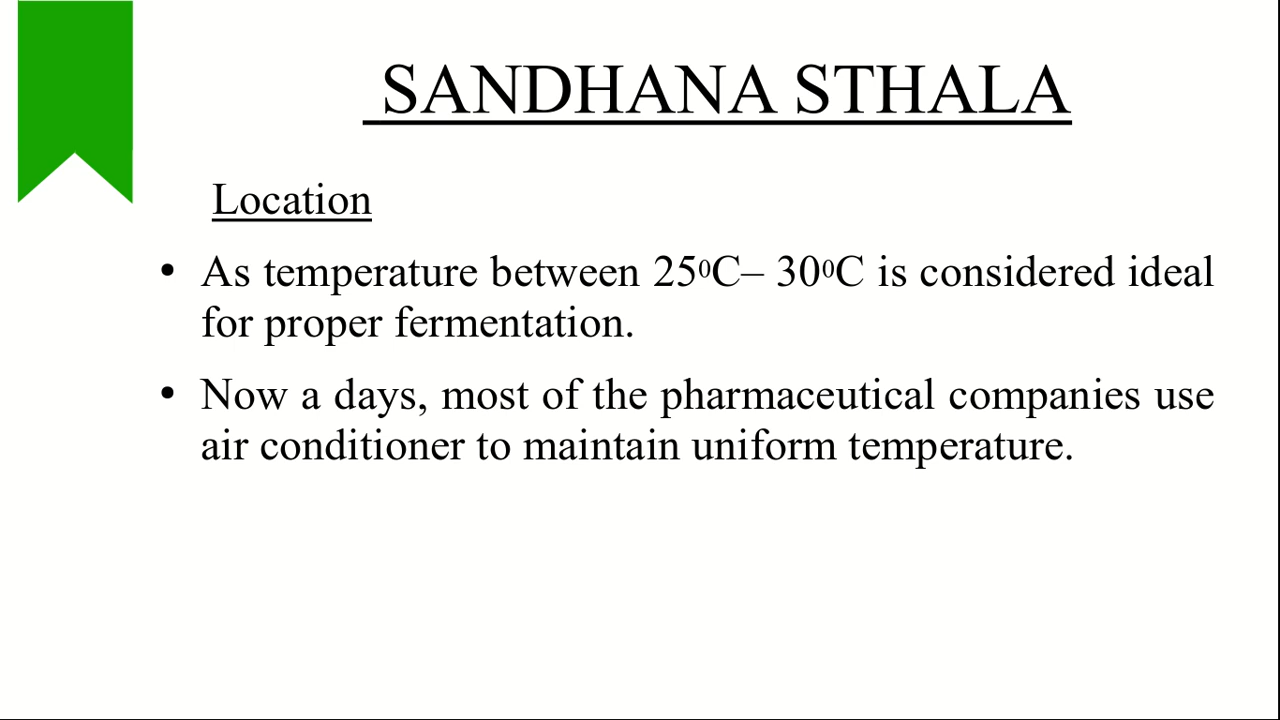 SANDHANA STHALA
Location
• As temperature between 25⁰C– 30⁰C is considered ideal
for proper fermentation.
• Now a days, most of the pharmaceutical companies use
air conditioner to maintain uniform temperature.